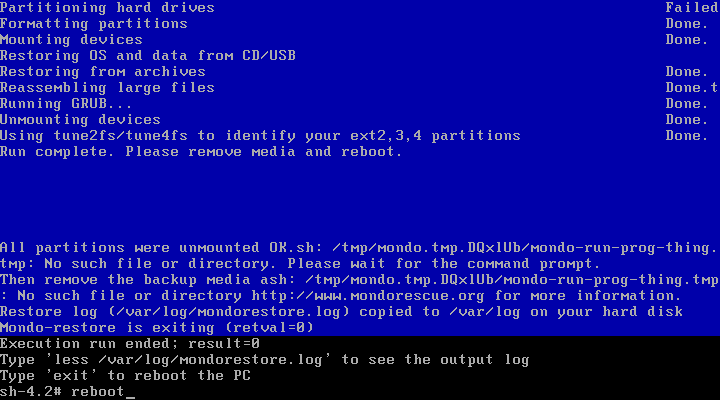 Partitioning hard drives Failed
Formatting partitions Done.
Mounting devices Done.
Restoring OS and data from CD/USB
Restoring from archives Done.
Reassembling large files Done.t
Running GRUB... Done.
Unmounting devices Done.
Using tune2fs/tune4fs to identify your ext2,3,4 partitions Done.
Run complete. Please remove media and reboot.
All partitions were unmounted OK.sh: /tmp/mondo.tmp.DQxlUb/mondo-run-prog-thing.
tmp: No such file or directory. Please wait for the command prompt.
Then remove the backup media ash: /tmp/mondo.tmp.DQxlUb/mondo-run-prog-thing.tmp
: No such file or directory http://www.mondorescue.org for more information.
Restore log (/var/log/mondorestore.log) copied to /var/log on your hard disk
Mondo-restore is exiting (retval=0)
Execution run ended; result=0
Type 'less /var/log/mondorestore.log' to see the output log
Type 'exit' to reboot the PC
sh-4.2# reboot_